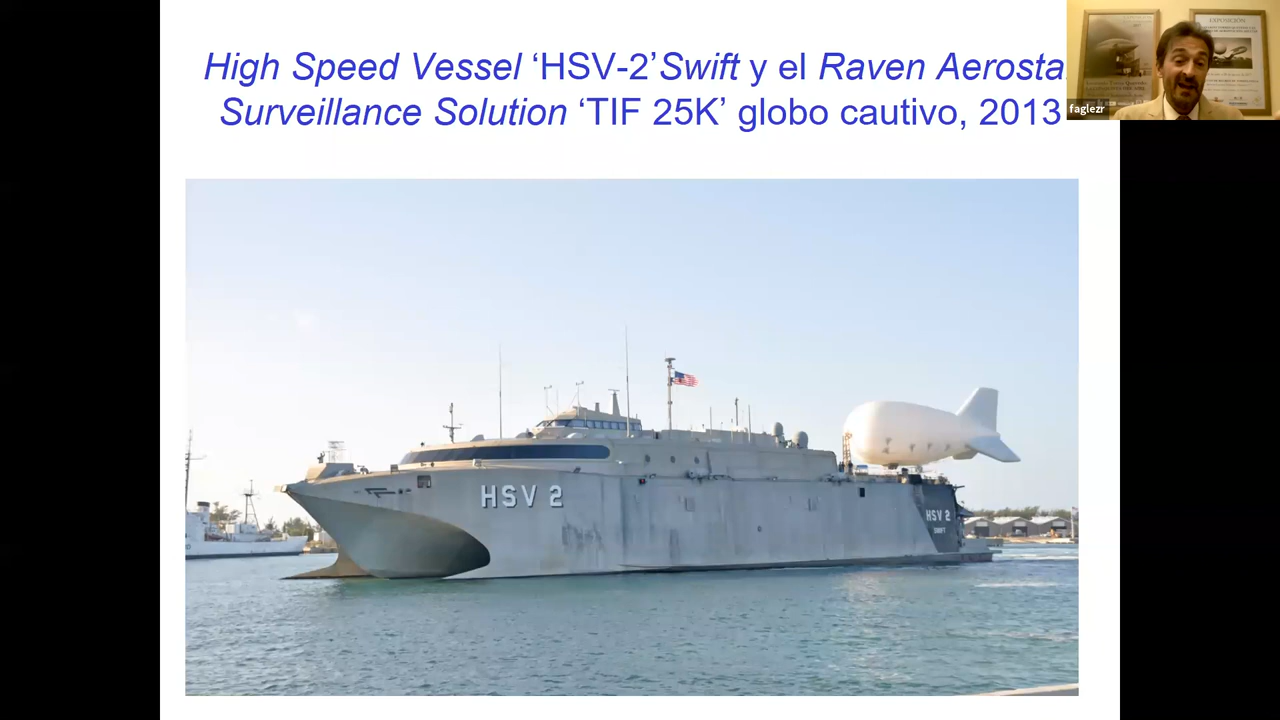 High Speed Vessel ‘HSV-2’Swift y el Raven Aerosta
Surveillance Solution ‘TIF 25K’ globo cautivo, 2013
EXPOSICIÓN
faglezr
HSV 2
HSV 2
SWIFT